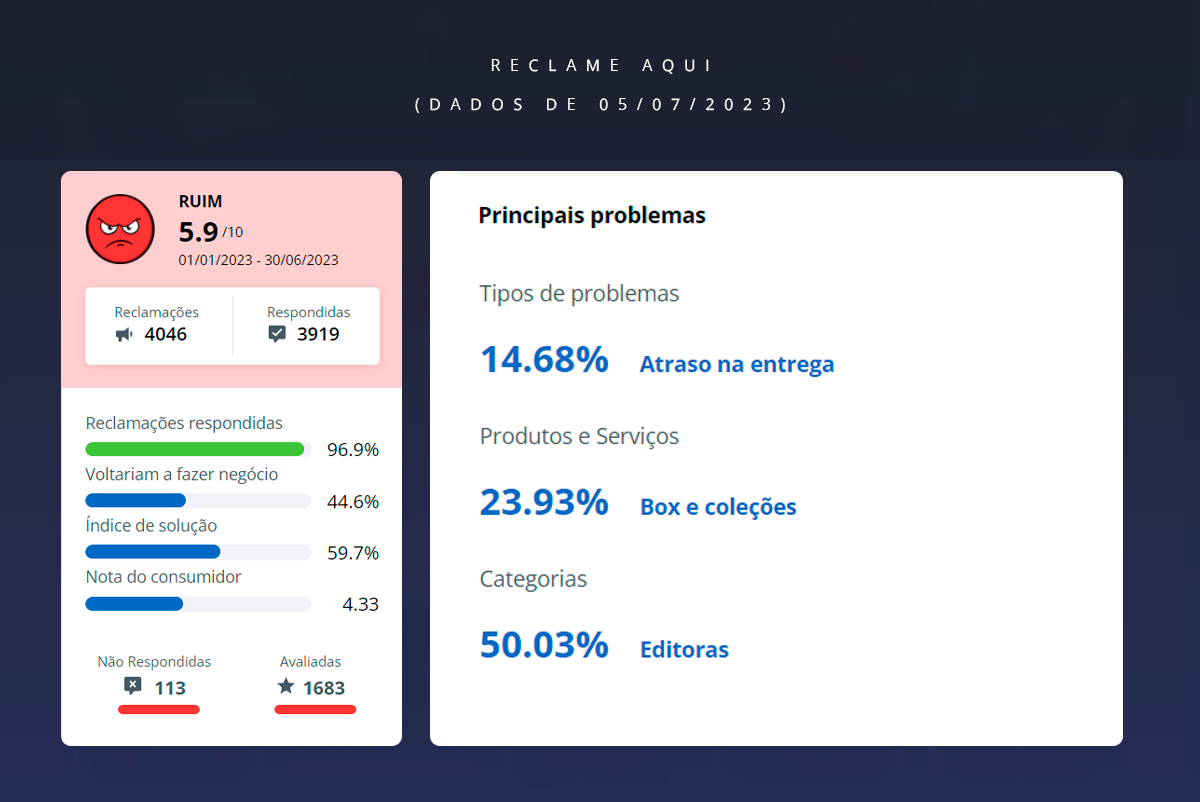 RECLAME AQUI
(DADOS DE 05/07/2023)
RUIM
5.9 /10
01/01/2023 - 30/06/2023
Reclamações
4046
Respondidas
3919
Reclamações respondidas
96.9%
Voltariam a fazer negócio
44.6%
Índice de solução
59.7%
Nota do consumidor
4.33
Não Respondidas
113
Avaliadas
1683
Principais problemas
Tipos de problemas
14.68% Atraso na entrega
Produtos e Serviços
23.93% Box e coleções
Categorias
50.03% Editoras